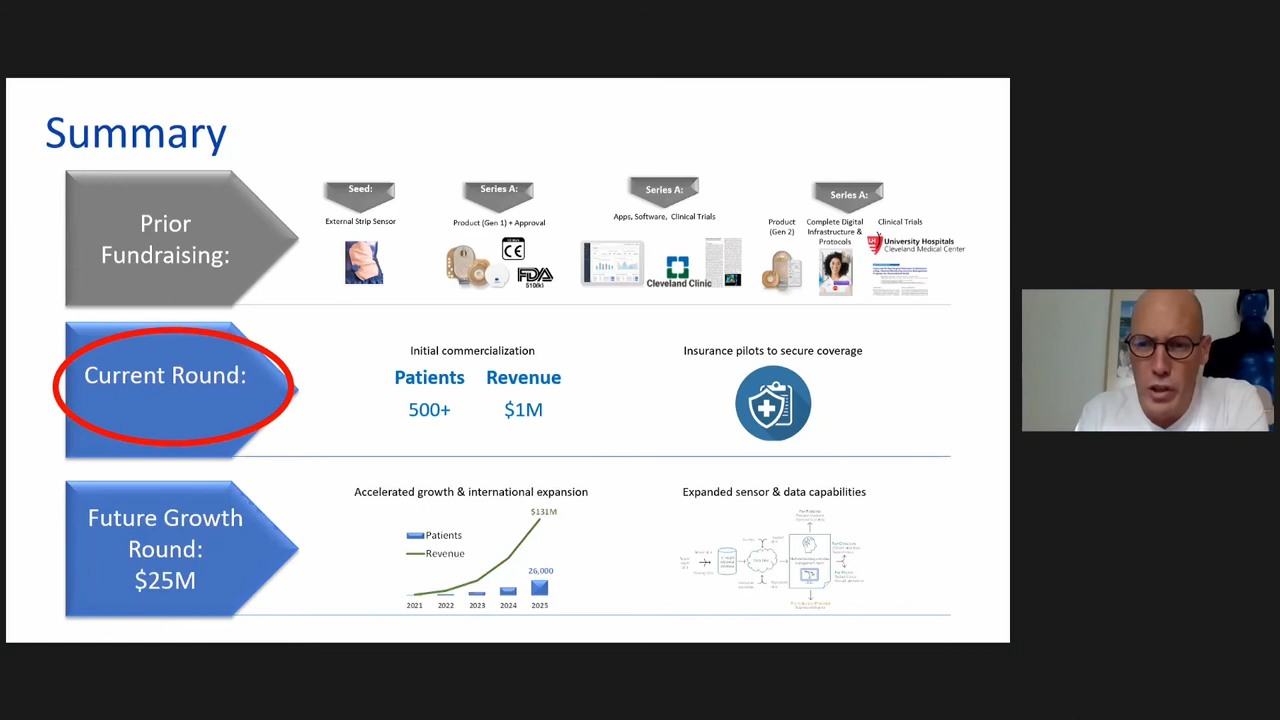 Summary
Prior
Fundraising:
Seed:
External Strip Sensor
Series A:
Product (Gen 1) + Approval
CE
FDA
510(k)
Series A:
Apps, Software, Clinical Trials
Cleveland Clinic
Series A:
Product
(Gen 2)
Complete Digital
Infrastructure &
Protocols
Clinical Trials
University Hospitals
Cleveland Medical Center
Current Round:
Initial commercialization
Patients Revenue
500+ $1M
Insurance pilots to secure coverage
Future Growth
Round:
$25M
Accelerated growth & international expansion
$131M
Patients
Revenue
26,000
2021 2022 2023 2024 2025
Expanded sensor & data capabilities